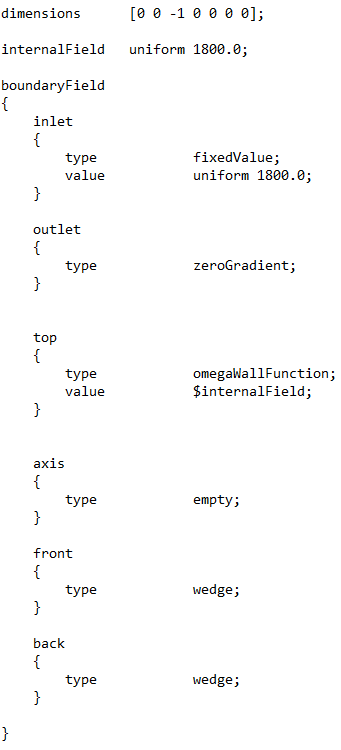 dimensions      [0 0 -1 0 0 0 0];
internalField   uniform 1800.0;
boundaryField
{
    inlet
    {
        type            fixedValue;
        value           uniform 1800.0;
    }
    outlet
    {
        type            zeroGradient;
    }
    top
    {
        type            omegaWallFunction;
        value           $internalField;
    }
    axis
    {
        type            empty;
    }
    front
    {
        type            wedge;
    }
    back
    {
        type            wedge;
    }
}